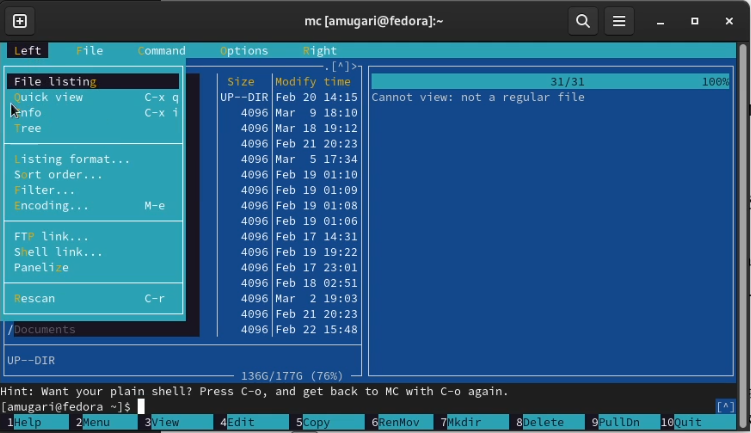 mc [amugari@fedora]:~
Left File Command Options Right
.[^]>
File listing Size Modify time 31/31 100%
Quick view C-x q UP--DIR Feb 20 14:15 Cannot view: not a regular file
Info C-x i 4096 Mar 9 18:10
Tree 4096 Mar 18 19:12
4096 Feb 21 20:23
Listing format... 4096 Mar 5 17:34
Sort order... 4096 Feb 19 01:10
Filter... 4096 Feb 19 01:09
Encoding... M-e 4096 Feb 19 01:08
4096 Feb 19 01:06
FTP link... 4096 Feb 17 14:31
Shell link... 4096 Feb 19 19:22
Panelize 4096 Feb 17 23:01
4096 Feb 18 02:51
Rescan C-r 4096 Mar 2 19:03
4096 Feb 21 20:23
/Documents 4096 Feb 22 15:48
UP--DIR
136G/177G (76%)
Hint: Want your plain shell? Press C-o, and get back to MC with C-o again.
[amugari@fedora ~]$ [^]
1Help 2Menu 3View 4Edit 5Copy 6RenMov 7Mkdir 8Delete 9PullDn 10Quit